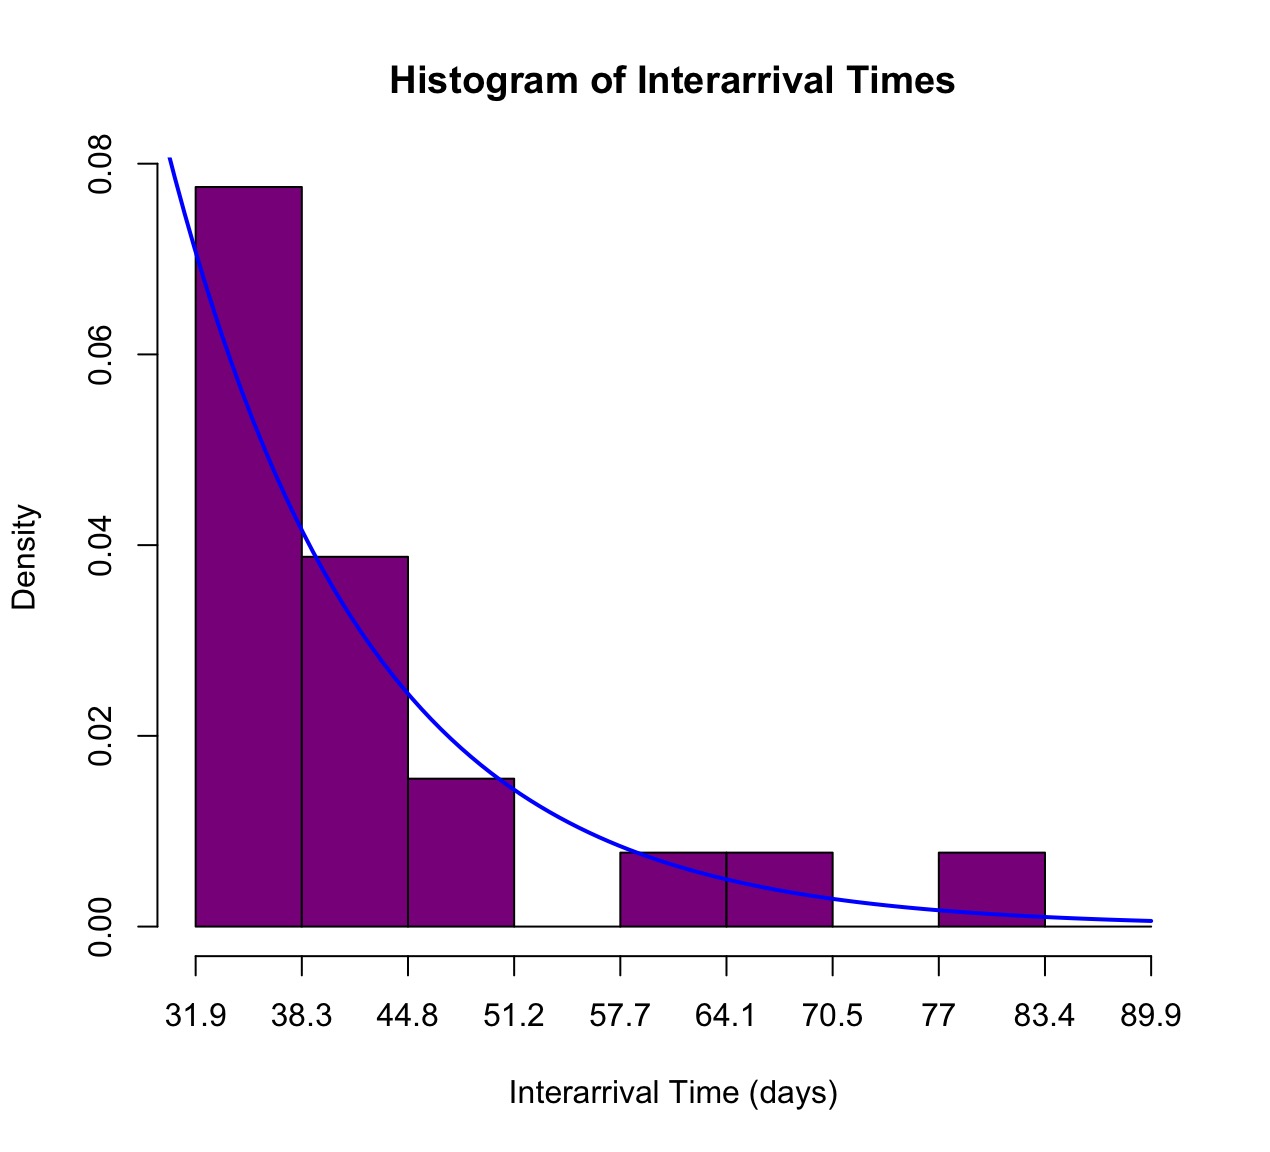 Histogram of Interarrival Times
0.08
0.06
0.04
0.02
0.00
Density
31.9 38.3 44.8 51.2 57.7 64.1 70.5 77 83.4 89.9
Interarrival Time (days)